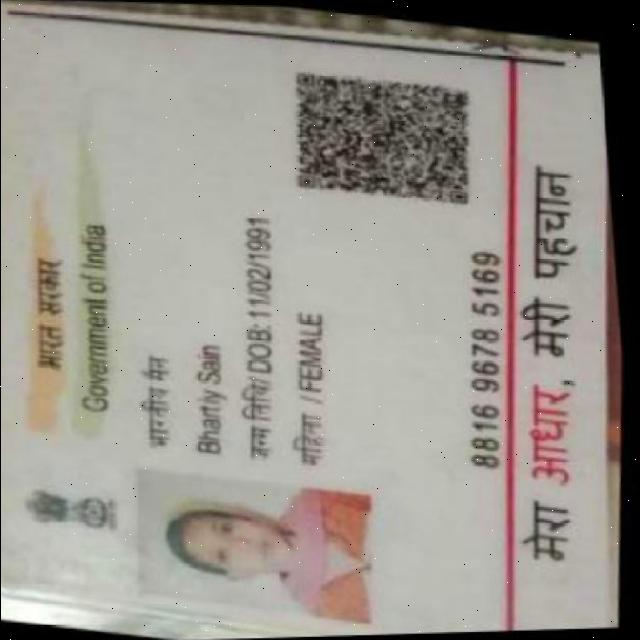 भारत सरकार
Government of India
Bharty Sain
जन्म तिथि/ DOB: 11/02/1991
महिला / FEMALE
8816 9678 5169
मेरा आधार, मेरी पहचान